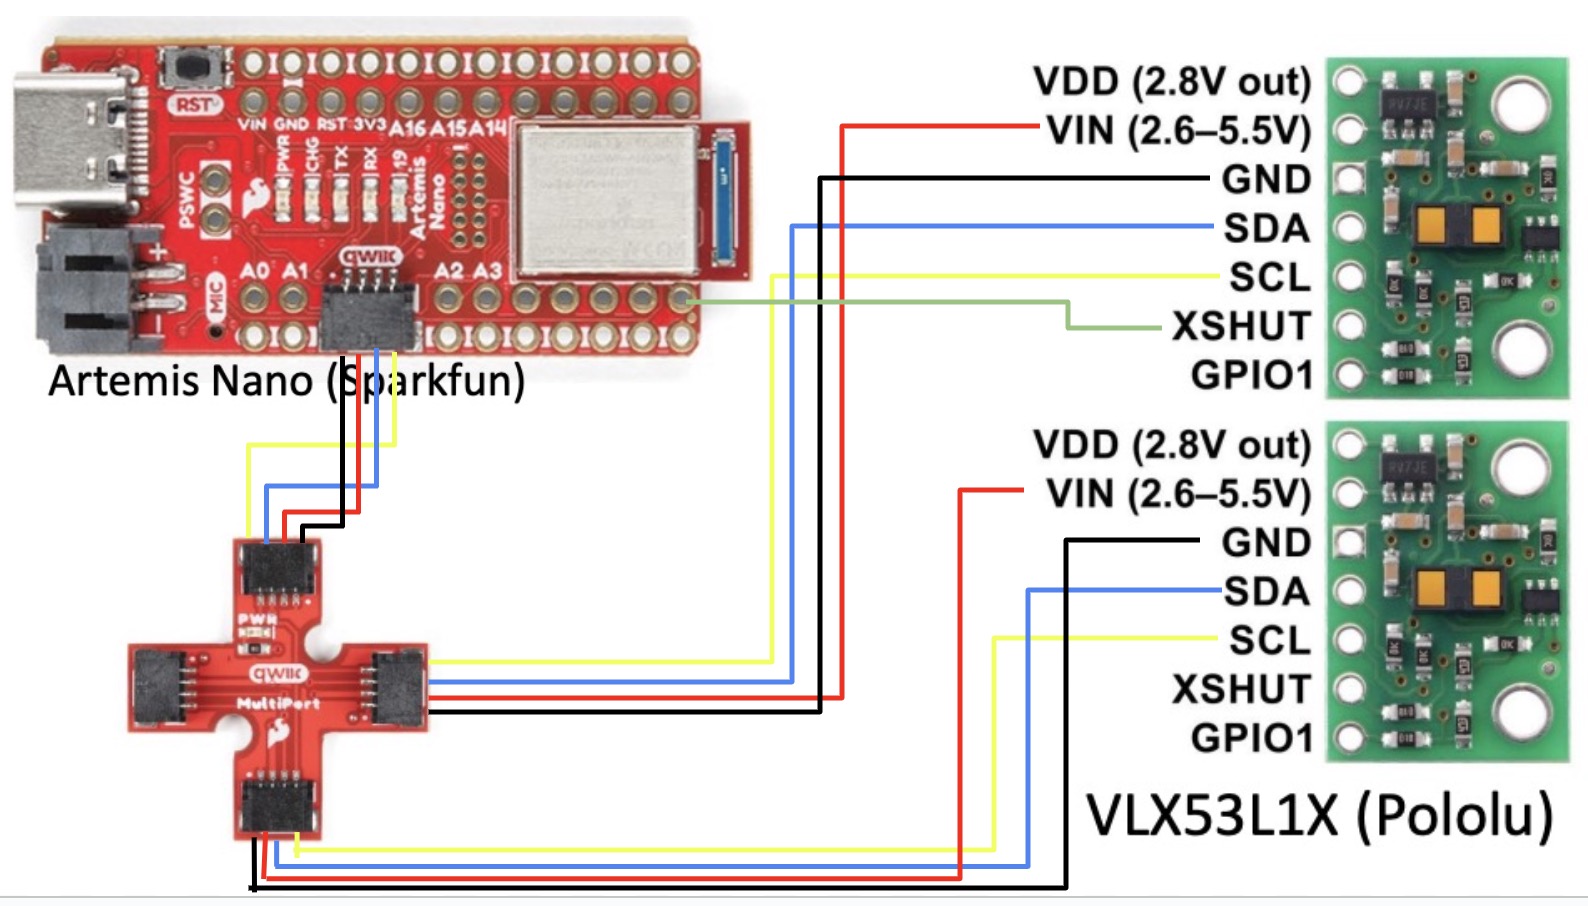 RST
VIN GND RST 3V3 A16 A15 A14
PWR
CHG
TX
RX
19
Artemis
Nano
PSWC
qwiic
A0 A1
A2 A3
MIC
+
-
Artemis Nano (Sparkfun)
VDD (2.8V out)
VIN (2.6–5.5V)
GND
SDA
SCL
XSHUT
GPIO1
RV7JE
VDD (2.8V out)
VIN (2.6–5.5V)
GND
SDA
SCL
XSHUT
GPIO1
RV7JE
PWR
qwiic
MultiPort
VLX53L1X (Pololu)